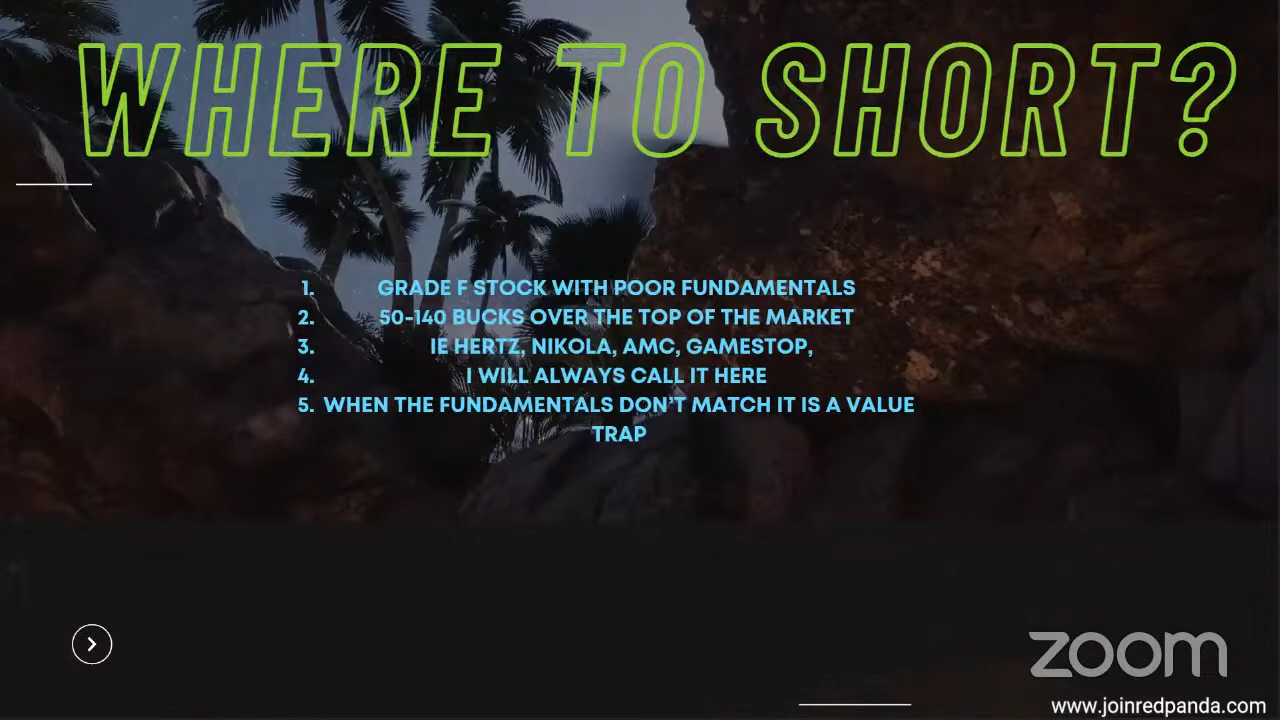 WHERE TO SHORT?
1. GRADE F STOCK WITH POOR FUNDAMENTALS
2. 50-140 BUCKS OVER THE TOP OF THE MARKET
3. IE HERTZ, NIKOLA, AMC, GAMESTOP,
4. I WILL ALWAYS CALL IT HERE
5. WHEN THE FUNDAMENTALS DON'T MATCH IT IS A VALUE
TRAP
zoom
www.joinredpanda.com